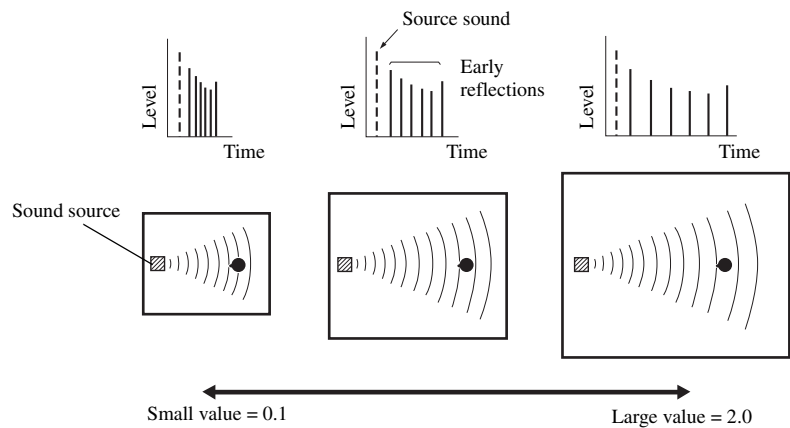 Source sound
Early
reflections
Level
Time
Level
Time
Level
Time
Sound source
Small value = 0.1
Large value = 2.0